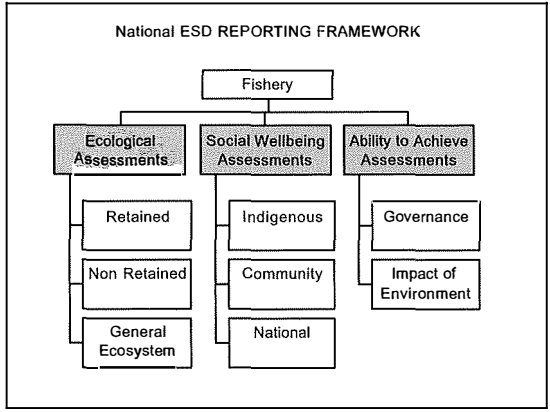 National ESD REPORTING FRAMEWORK
Fishery
Ecological
Assessments
Social Wellbeing
Assessments
Ability to Achieve
Assessments
Retained
Non Retained
General
Ecosystem
Indigenous
Community
National
Governance
Impact of
Environment